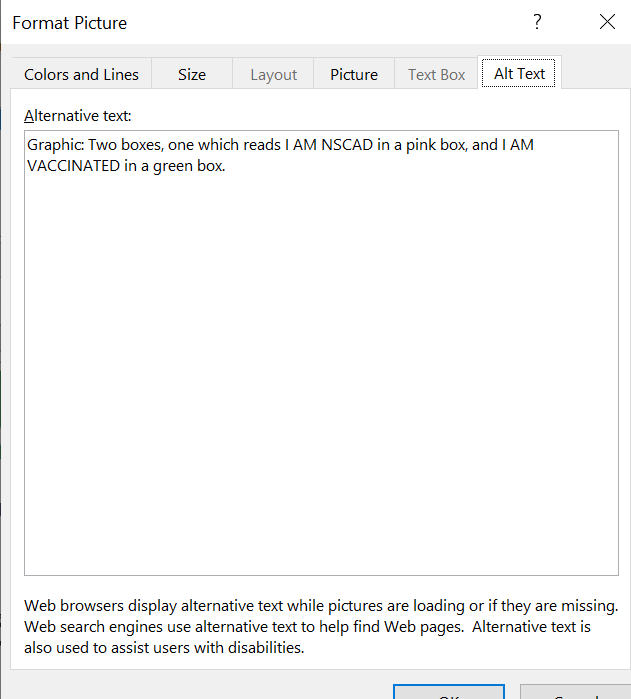 Format Picture ?
Colors and Lines Size Layout Picture Text Box Alt Text
Alternative text:
Graphic: Two boxes, one which reads I AM NSCAD in a pink box, and I AM
VACCINATED in a green box.
Web browsers display alternative text while pictures are loading or if they are missing.
Web search engines use alternative text to help find Web pages. Alternative text is
also used to assist users with disabilities.
OK Cancel